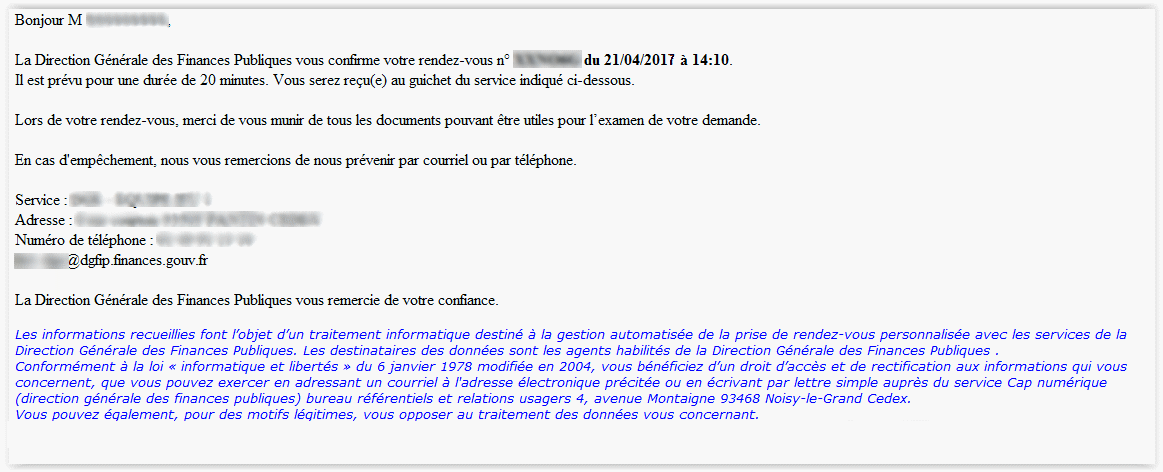 Bonjour M ,
La Direction Générale des Finances Publiques vous confirme votre rendez-vous n° du 21/04/2017 à 14:10.
Il est prévu pour une durée de 20 minutes. Vous serez reçu(e) au guichet du service indiqué ci-dessous.
Lors de votre rendez-vous, merci de vous munir de tous les documents pouvant être utiles pour l’examen de votre demande.
En cas d'empêchement, nous vous remercions de nous prévenir par courriel ou par téléphone.
Service :
Adresse :
Numéro de téléphone :
@dgfip.finances.gouv.fr
La Direction Générale des Finances Publiques vous remercie de votre confiance.
Les informations recueillies font l’objet d’un traitement informatique destiné à la gestion automatisée de la prise de rendez-vous personnalisée avec les services de la
Direction Générale des Finances Publiques. Les destinataires des données sont les agents habilités de la Direction Générale des Finances Publiques .
Conformément à la loi « informatique et libertés » du 6 janvier 1978 modifiée en 2004, vous bénéficiez d’un droit d’accès et de rectification aux informations qui vous
concernent, que vous pouvez exercer en adressant un courriel à l'adresse électronique précitée ou en écrivant par lettre simple auprès du service Cap numérique
(direction générale des finances publiques) bureau référentiels et relations usagers 4, avenue Montaigne 93468 Noisy-le-Grand Cedex.
Vous pouvez également, pour des motifs légitimes, vous opposer au traitement des données vous concernant.